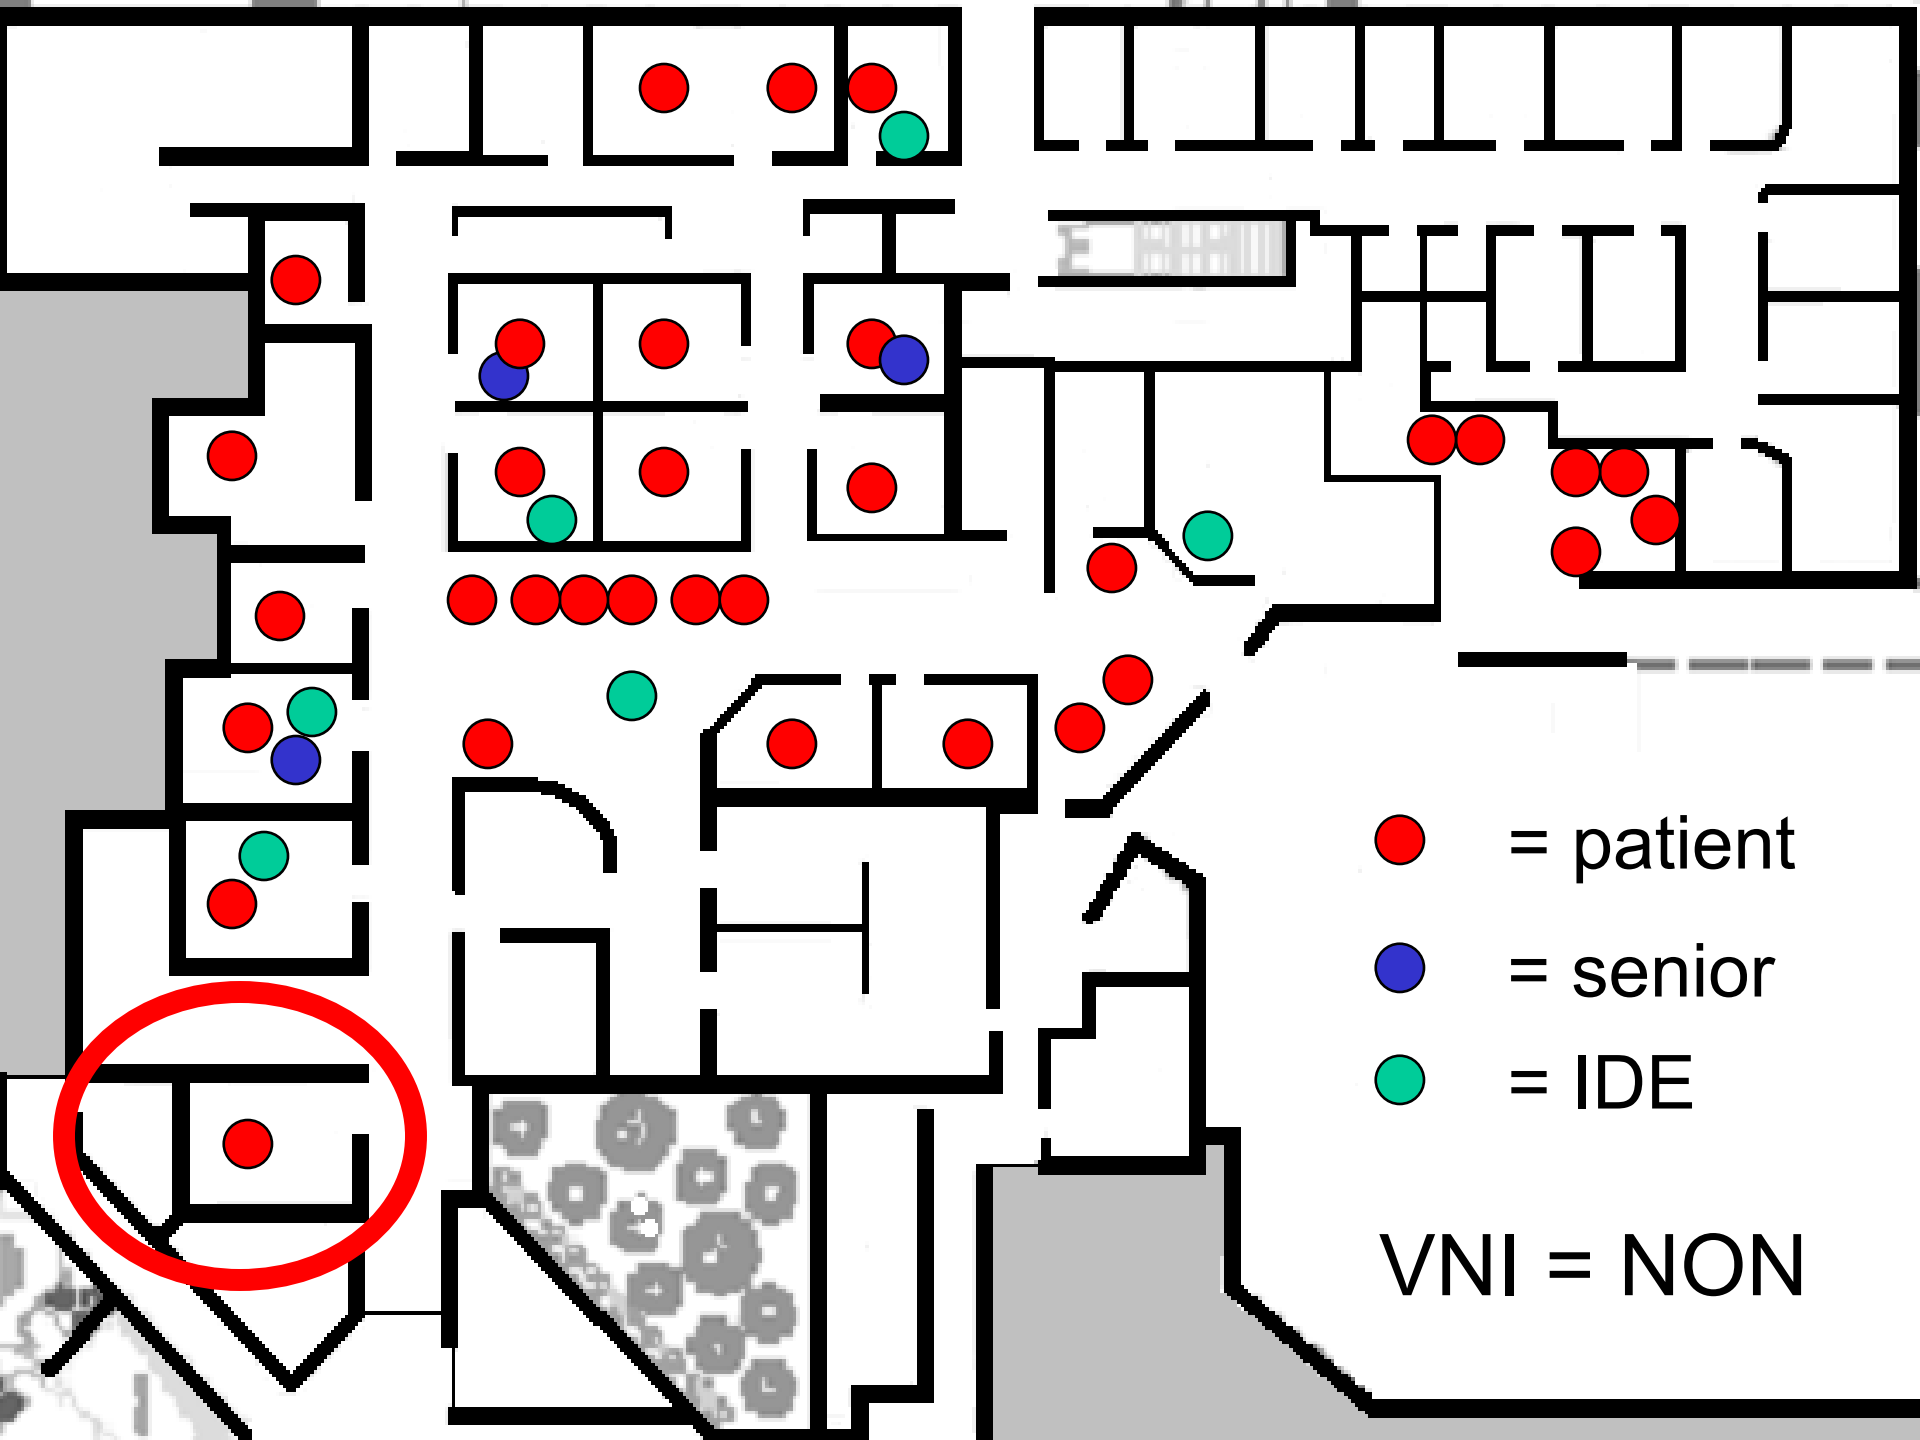 = patient
= senior
= IDE
VNI = NON